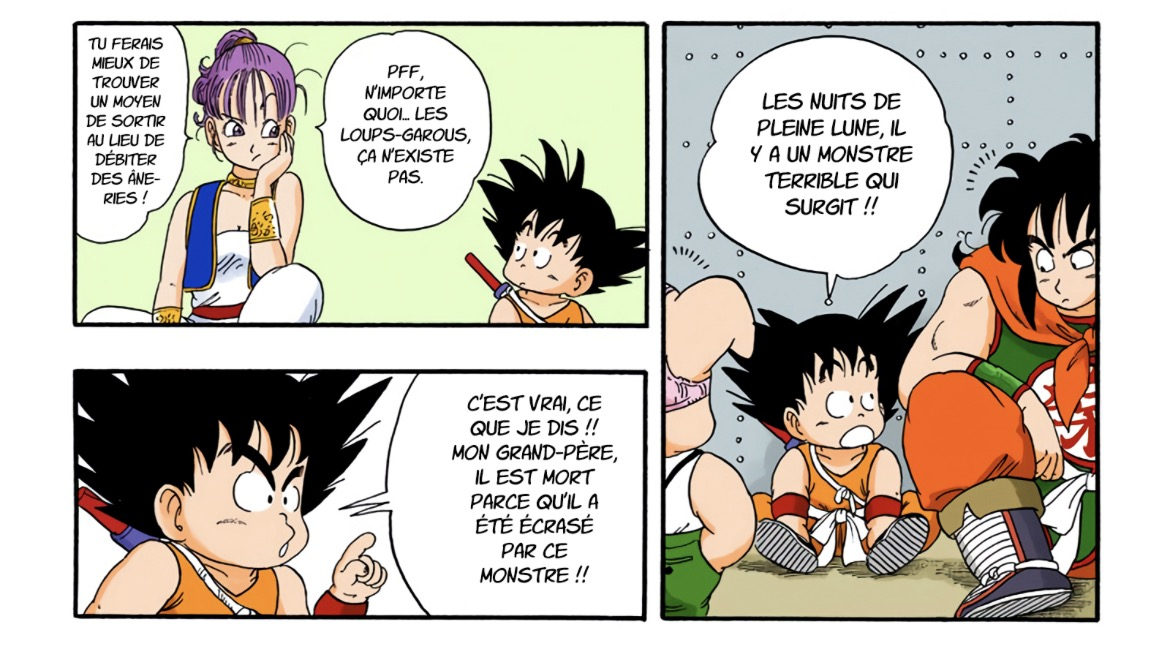 LES NUITS DE
PLEINE LUNE, IL
Y A UN MONSTRE
TERRIBLE QUI
SURGIT !!
PFF,
N'IMPORTE
QUOI... LES
LOUPS-GAROUS,
ÇA N'EXISTE
PAS.
TU FERAIS
MIEUX DE
TROUVER
UN MOYEN
DE SORTIR
AU LIEU DE
DÉBITER
DES ÂNE-
RIES !
C'EST VRAI, CE
QUE JE DIS !!
MON GRAND-PÈRE,
IL EST MORT
PARCE QU'IL A
ÉTÉ ÉCRASÉ
PAR CE
MONSTRE !!